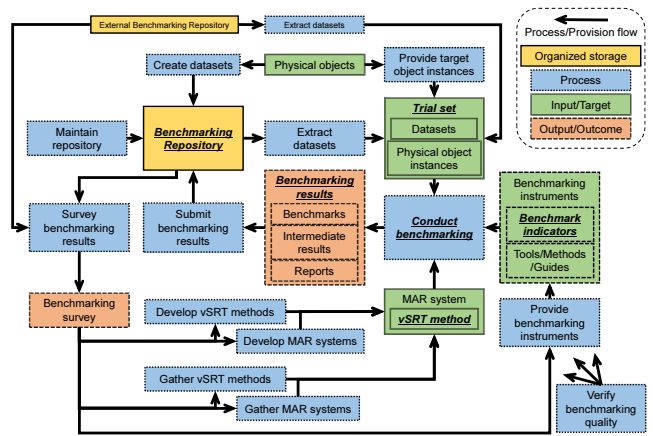 External Benchmarking Repository
Extract datasets
Process/Provision flow
Organized storage
Process
Input/Target
Output/Outcome
Create datasets
Physical objects
Provide target
object instances
Maintain
repository
Benchmarking
Repository
Extract
datasets
Trial set
Datasets
Physical object
instances
Survey
benchmarking
results
Submit
benchmarking
results
Benchmarking
results
Benchmarks
Intermediate
results
Reports
Conduct
benchmarking
Benchmarking
instruments
Benchmark
indicators
Tools/Methods
/Guides
Benchmarking
survey
Develop vSRT methods
Develop MAR systems
MAR system
vSRT method
Provide
benchmarking
instruments
Gather vSRT methods
Gather MAR systems
Verify
benchmarking
quality